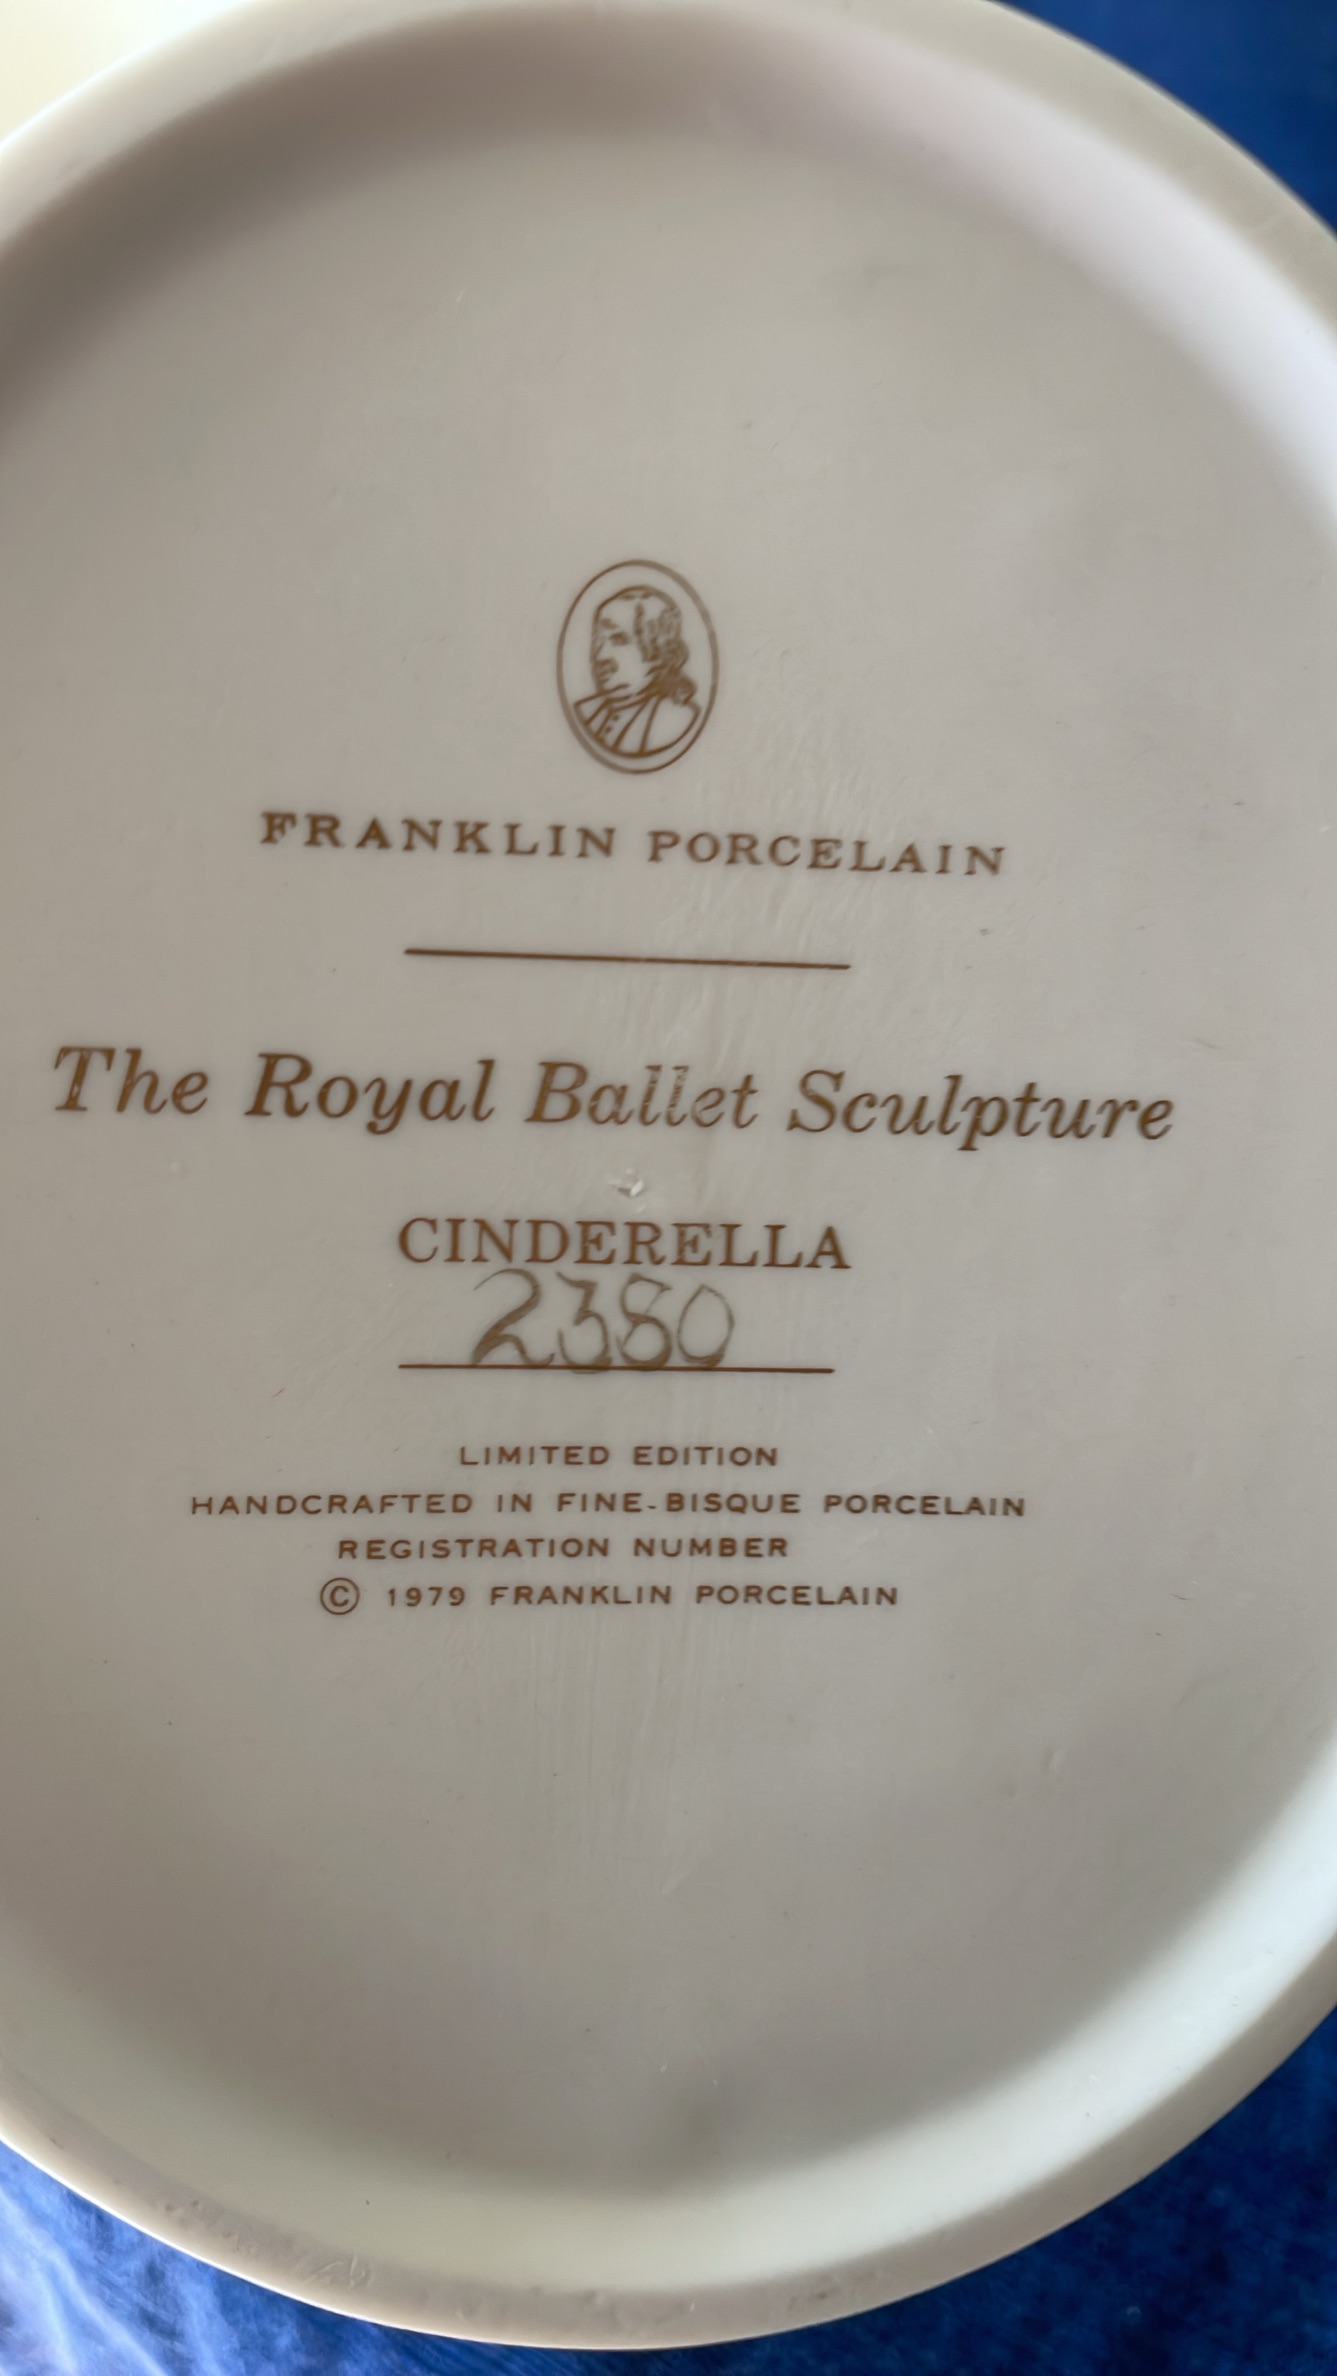 FRANKLIN PORCELAIN
The Royal Ballet Sculpture
CINDERELLA
2380
LIMITED EDITION
HANDCRAFTED IN FINE-BISQUE PORCELAIN
REGISTRATION NUMBER
© 1979 FRANKLIN PORCELAIN